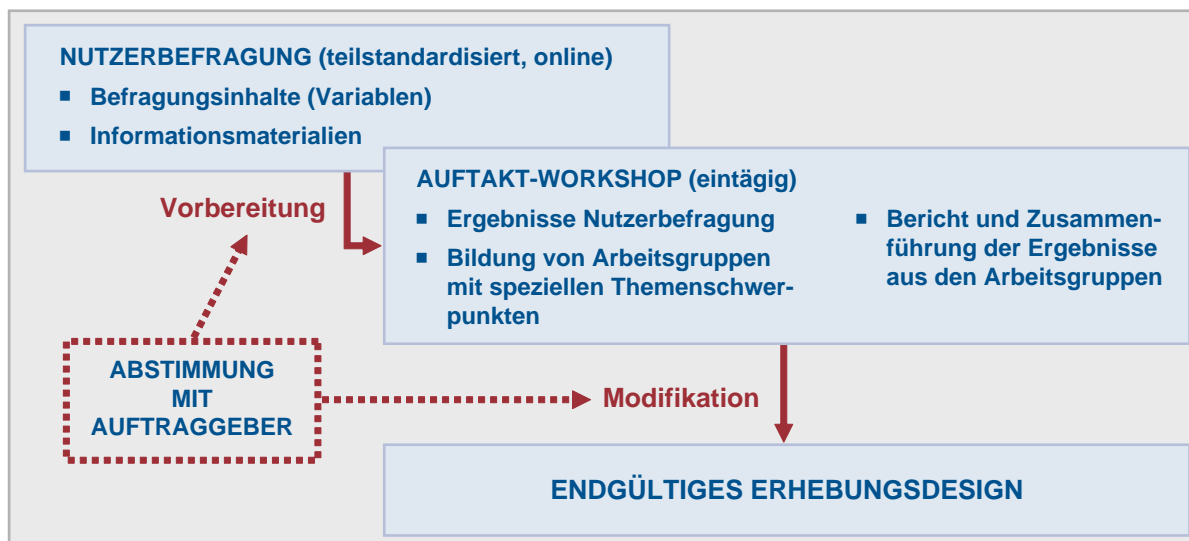 NUTZERBEFRAGUNG (teilstandardisiert, online)
■ Befragungsinhalte (Variablen)
■ Informationsmaterialien
Vorbereitung
AUFTAKT-WORKSHOP (eintägig)
■ Ergebnisse Nutzerbefragung
■ Bildung von Arbeitsgruppen
mit speziellen Themenschwer-
punkten
■ Bericht und Zusammen-
führung der Ergebnisse
aus den Arbeitsgruppen
ABSTIMMUNG
MIT
AUFTRAGGEBER
Modifikation
ENDGÜLTIGES ERHEBUNGSDESIGN